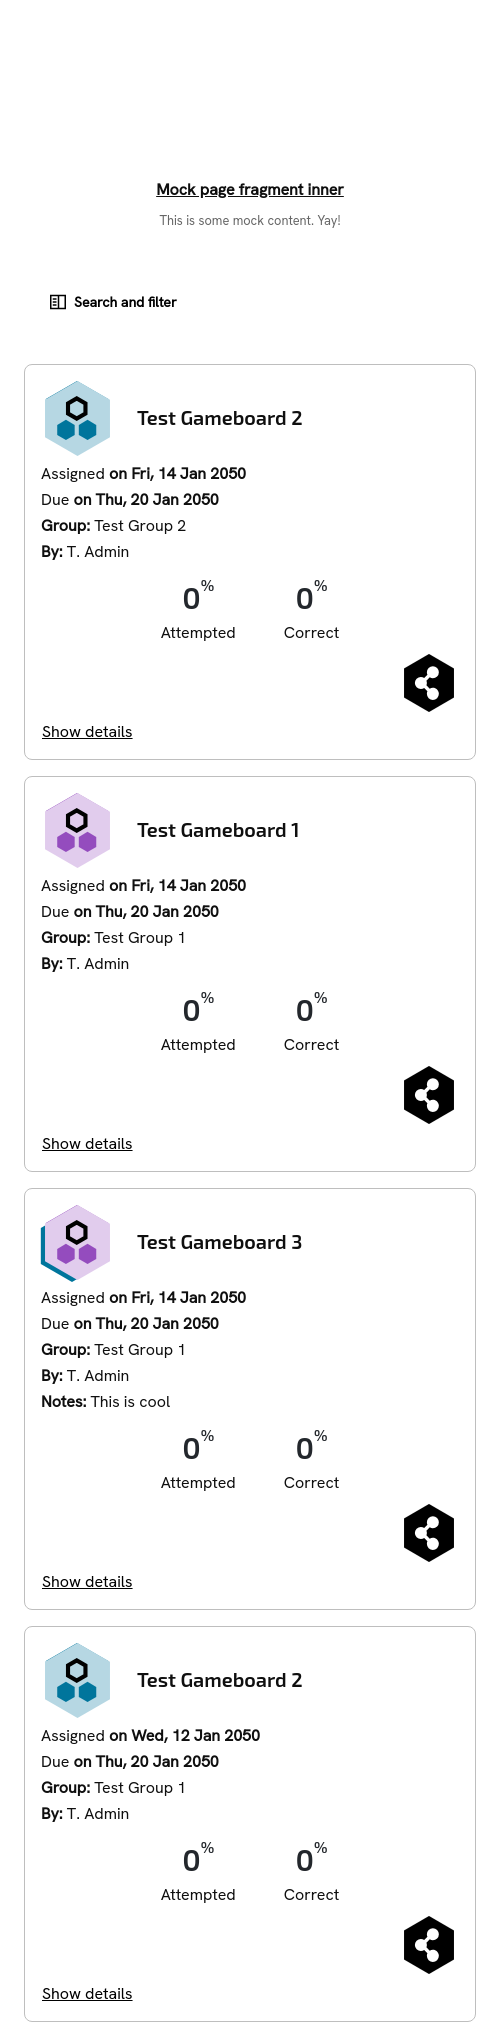 Mock page fragment inner
This is some mock content. Yay!
Search and filter
Test Gameboard 2
Assigned on Fri, 14 Jan 2050
Due on Thu, 20 Jan 2050
Group: Test Group 2
By: T. Admin
0% 0%
Attempted Correct
Show details
Test Gameboard 1
Assigned on Fri, 14 Jan 2050
Due on Thu, 20 Jan 2050
Group: Test Group 1
By: T. Admin
0% 0%
Attempted Correct
Show details
Test Gameboard 3
Assigned on Fri, 14 Jan 2050
Due on Thu, 20 Jan 2050
Group: Test Group 1
By: T. Admin
Notes: This is cool
0% 0%
Attempted Correct
Show details
Test Gameboard 2
Assigned on Wed, 12 Jan 2050
Due on Thu, 20 Jan 2050
Group: Test Group 1
By: T. Admin
0% 0%
Attempted Correct
Show details